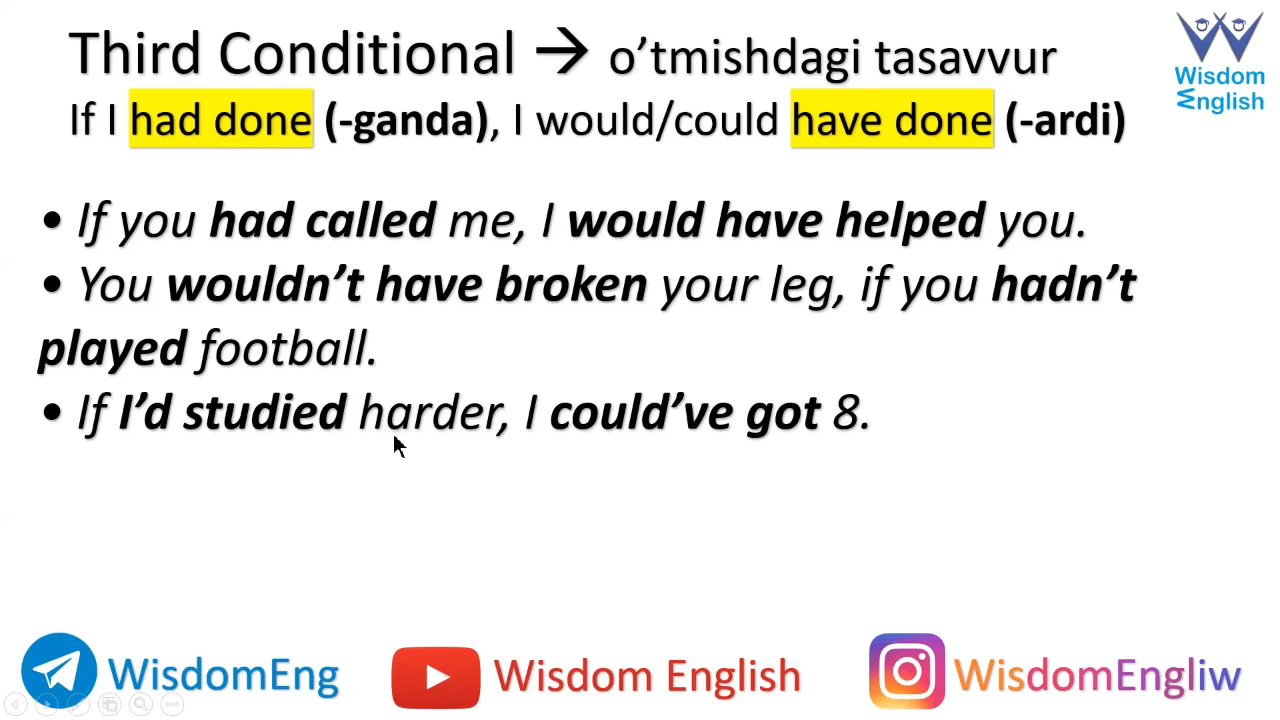 Third Conditional → o’tmishdagi tasavvur
If I had done (-ganda), I would/could have done (-ardi)
Wisdom
English
• If you had called me, I would have helped you.
• You wouldn’t have broken your leg, if you hadn’t
played football.
• If I’d studied harder, I could’ve got 8.
WisdomEng
Wisdom English
WisdomEngliw